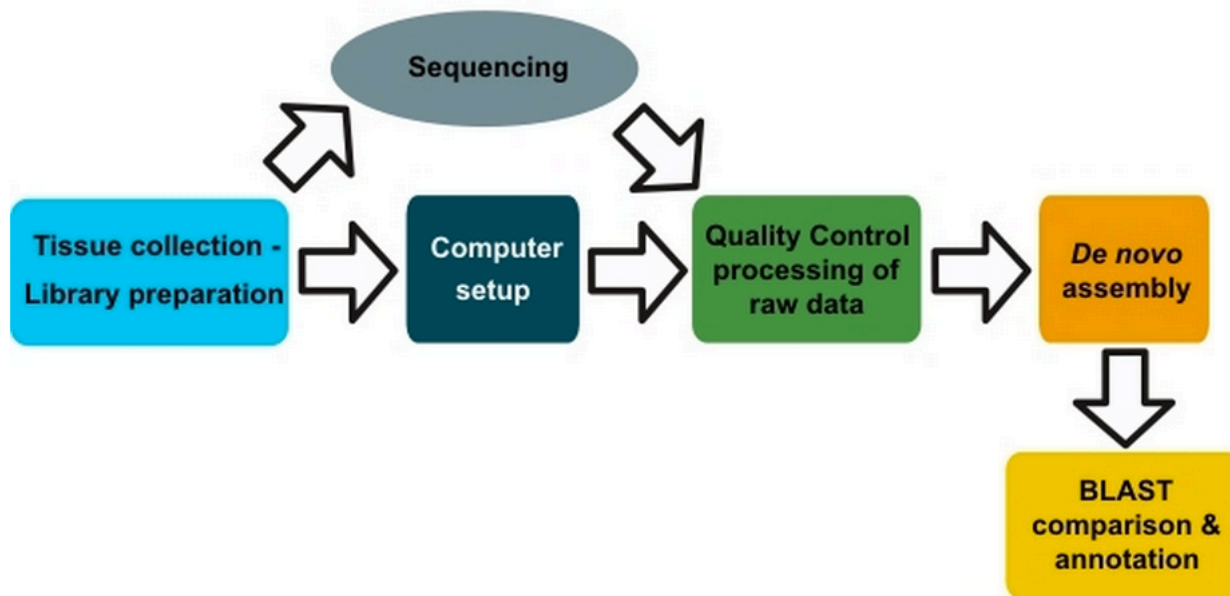 Sequencing
Tissue collection -
Library preparation
Computer
setup
Quality Control
processing of
raw data
De novo
assembly
BLAST
comparison &
annotation